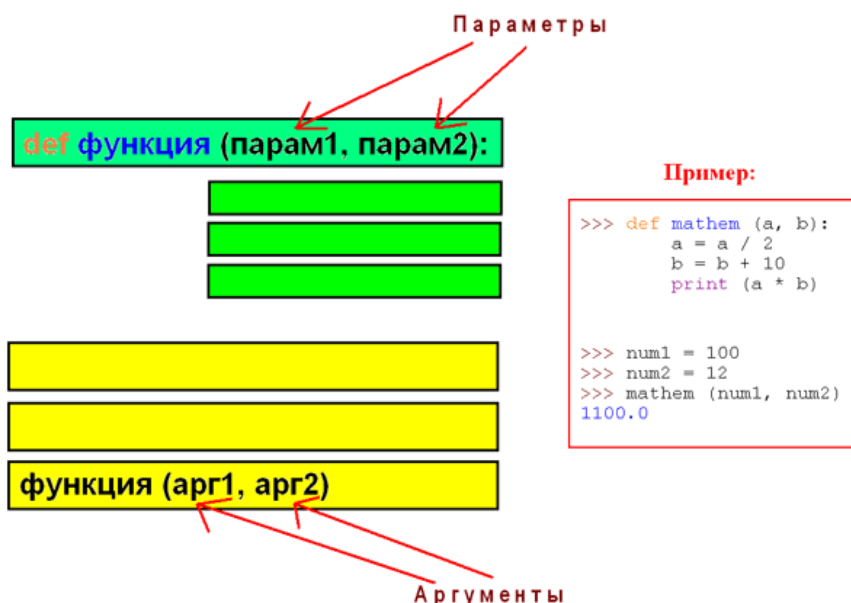 Параметры
def функция (парам1, парам2):
Пример:
>>> def mathem (a, b):
a = a / 2
b = b + 10
print (a * b)
>>> num1 = 100
>>> num2 = 12
>>> mathem (num1, num2)
1100.0
функция (арг1, арг2)
Аргументы